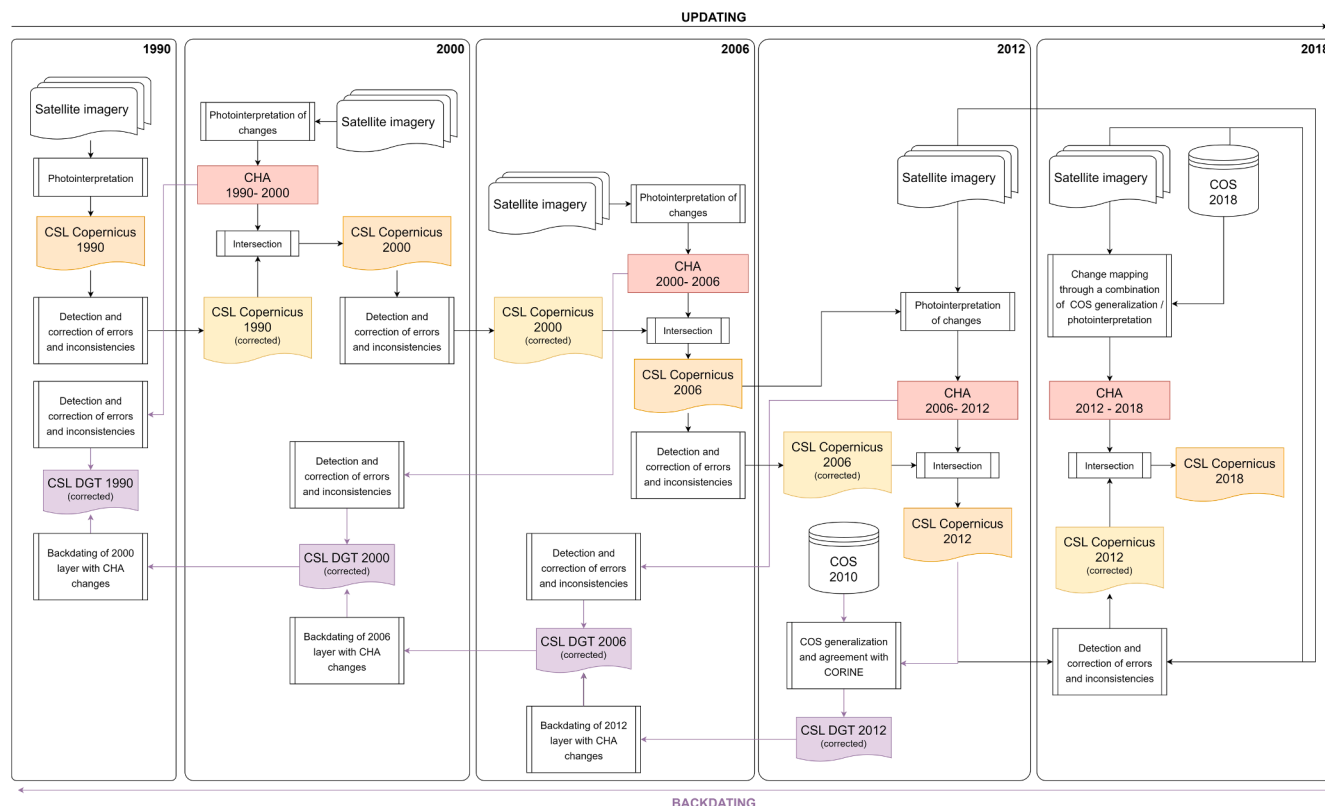 UPDATING
1990
Satellite imagery
Photointerpretation
CSL Copernicus
1990
Detection and
correction of errors
and inconsistencies
Detection and
correction of errors
and inconsistencies
CSL DGT 1990
(corrected)
Backdating of 2000
layer with CHA
changes
2000
Photointerpretation of
changes
Satellite imagery
CHA
1990- 2000
Intersection
CSL Copernicus
2000
CSL Copernicus
1990
(corrected)
Detection and
correction of errors
and inconsistencies
Detection and
correction of errors
and inconsistencies
CSL DGT 2000
(corrected)
Backdating of 2006
layer with CHA
changes
2006
Satellite imagery
Photointerpretation of
changes
CHA
2000- 2006
CSL Copernicus
2000
(corrected)
Intersection
CSL Copernicus
2006
Detection and
correction of errors
and inconsistencies
Detection and
correction of errors
and inconsistencies
CSL DGT 2006
(corrected)
Backdating of 2012
layer with CHA
changes
2012
Satellite imagery
Photointerpretation
of changes
CHA
2006- 2012
CSL Copernicus
2006
(corrected)
Intersection
CSL Copernicus
2012
COS
2010
COS generalization
and agreement with
CORINE
CSL DGT 2012
(corrected)
2018
Satellite imagery
COS
2018
Change mapping
through a combination
of COS generalization /
photointerpretation
CHA
2012 - 2018
Intersection
CSL Copernicus
2018
CSL Copernicus
2012
(corrected)
Detection and
correction of errors
and inconsistencies
BACKDATING